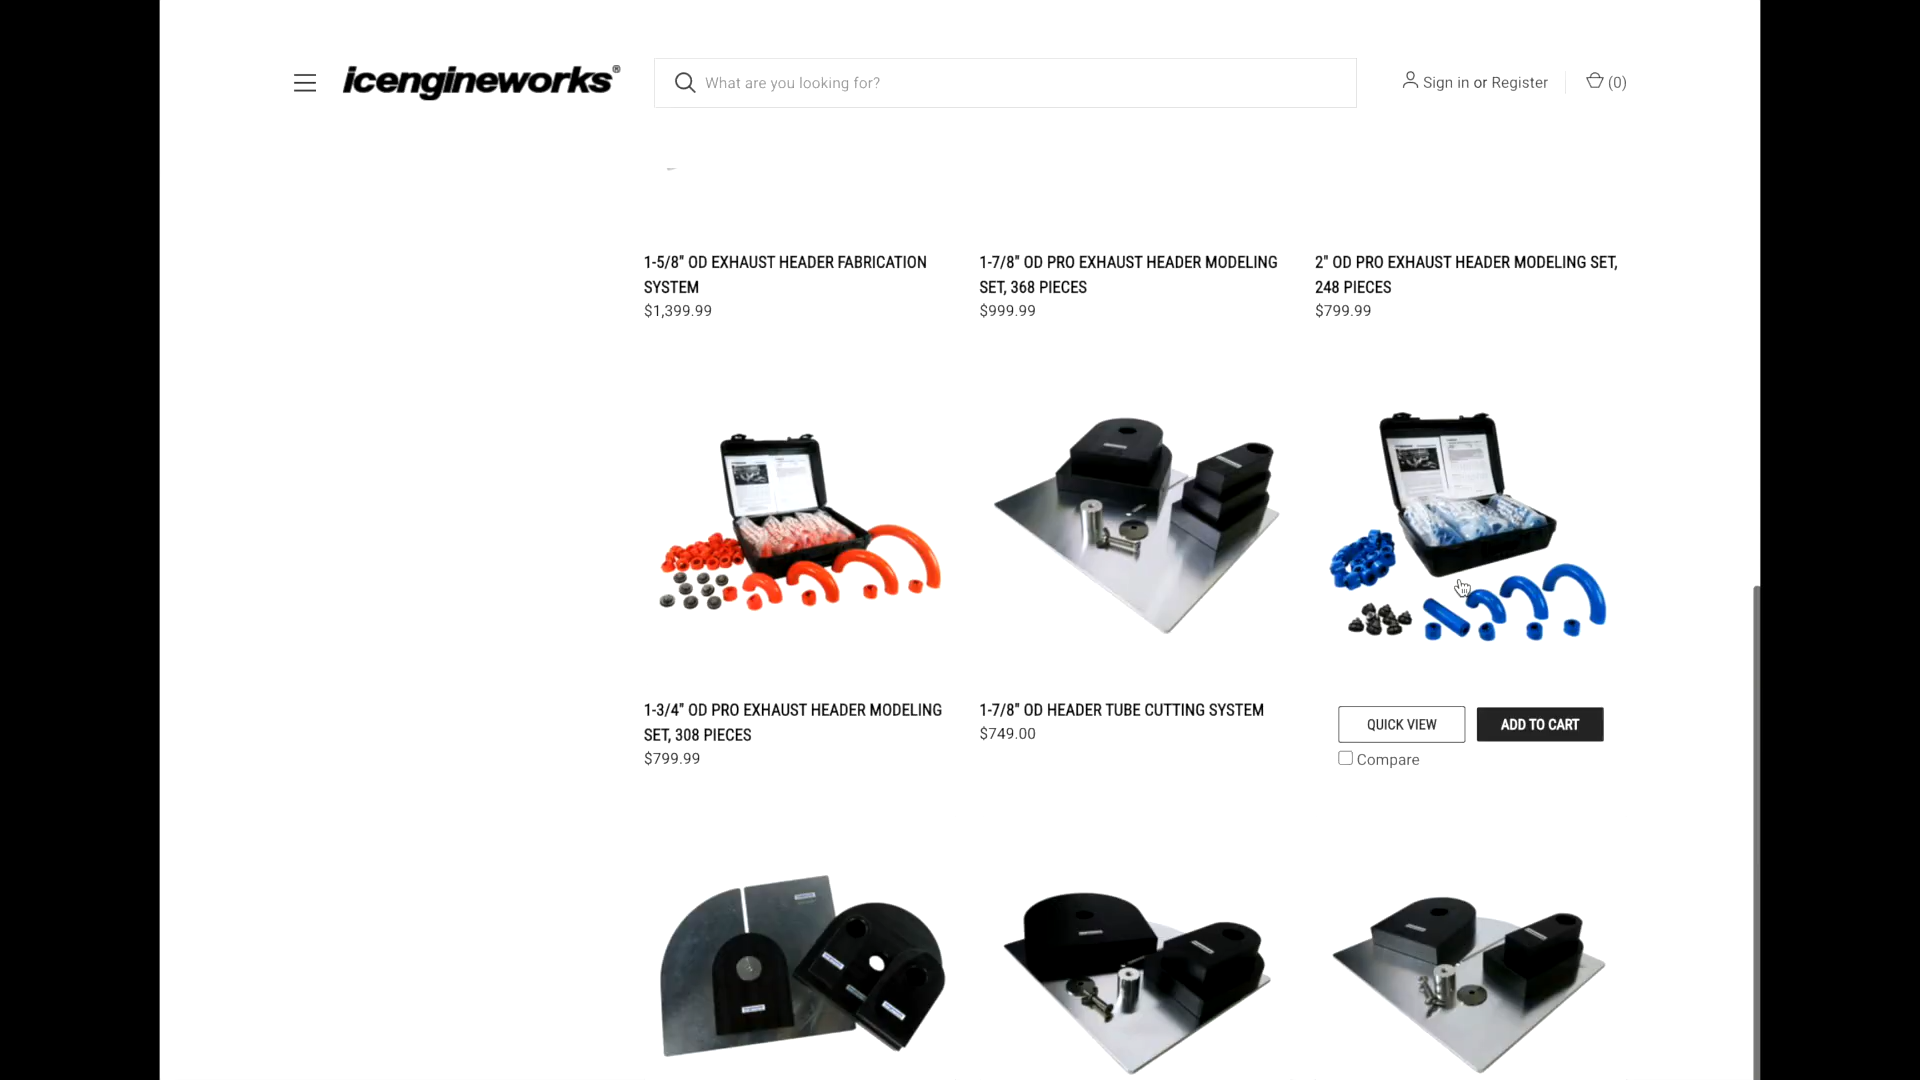 icengineworks®
What are you looking for?
Sign in or Register
(0)
1-5/8" OD EXHAUST HEADER FABRICATION
SYSTEM
$1,399.99
1-7/8" OD PRO EXHAUST HEADER MODELING
SET, 368 PIECES
$999.99
2" OD PRO EXHAUST HEADER MODELING SET,
248 PIECES
$799.99
1-3/4" OD PRO EXHAUST HEADER MODELING
SET, 308 PIECES
$799.99
1-7/8" OD HEADER TUBE CUTTING SYSTEM
$749.00
QUICK VIEW
ADD TO CART
Compare